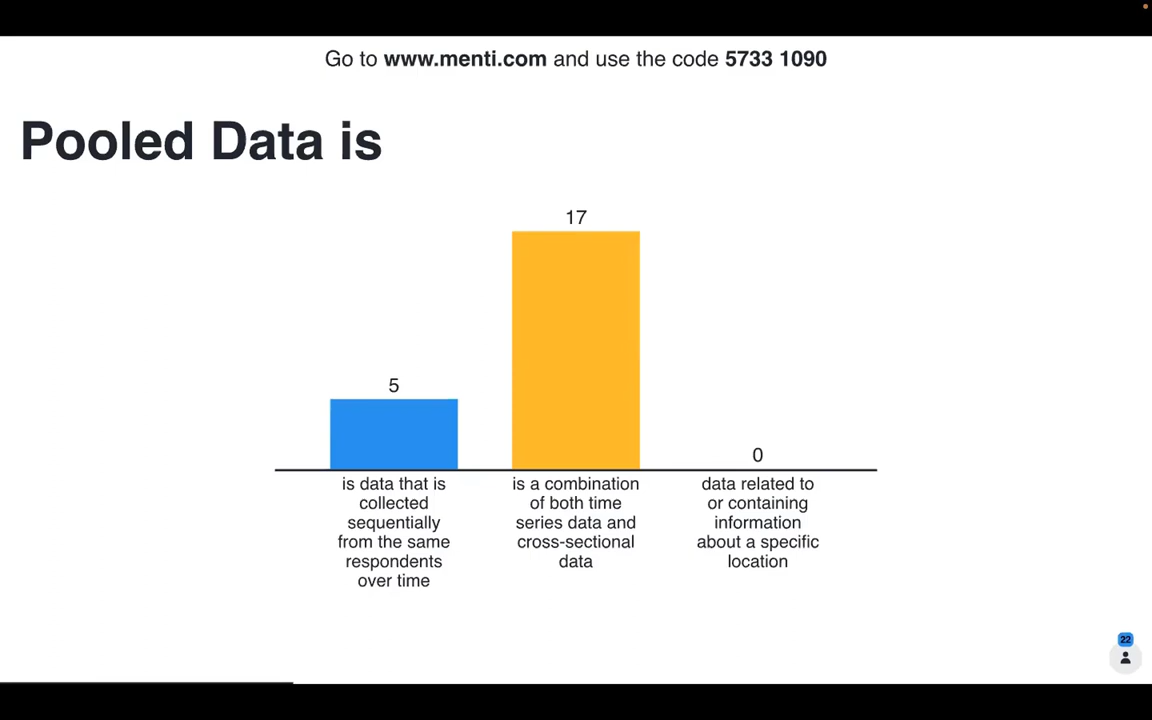 Go to www.menti.com and use the code 5733 1090
Pooled Data is
17
5
0
is data that is
collected
sequentially
from the same
respondents
over time
is a combination
of both time
series data and
cross-sectional
data
data related to
or containing
information
about a specific
location
22